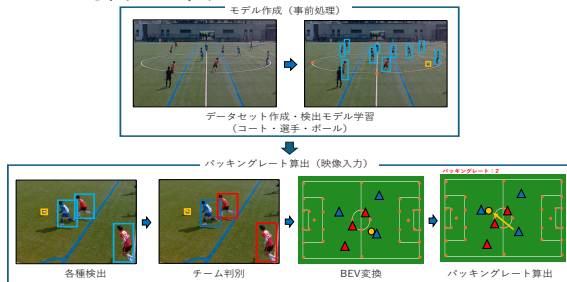 モデル作成（事前処理）
データセット作成・検出モデル学習
（コート・選手・ボール）
パッキングレート算出（映像入力）
パッキングレート：2
各種検出
チーム判別
BEV変換
パッキングレート算出